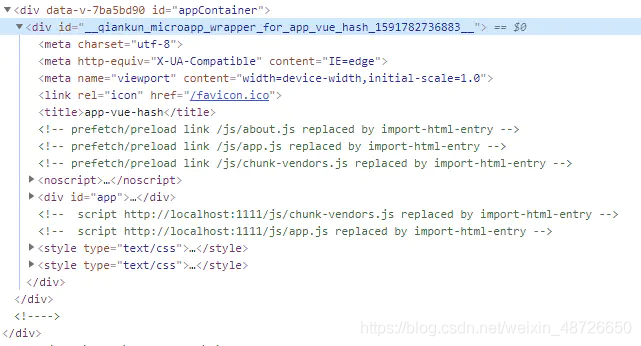 <div data-v-7ba5bd90 id="appContainer">
<div id="__qiankun_microapp_wrapper_for_app_vue_hash_1591782736883__"> == $0
<meta charset="utf-8">
<meta http-equiv="X-UA-Compatible" content="IE=edge">
<meta name="viewport" content="width=device-width,initial-scale=1.0">
<link rel="icon" href="/favicon.ico">
<title>app-vue-hash</title>
<!-- prefetch/preload link /js/about.js replaced by import-html-entry -->
<!-- prefetch/preload link /js/app.js replaced by import-html-entry -->
<!-- prefetch/preload link /js/chunk-vendors.js replaced by import-html-entry -->
<noscript>…</noscript>
<div id="app">…</div>
<!--  script http://localhost:1111/js/chunk-vendors.js replaced by import-html-entry -->
<!--  script http://localhost:1111/js/app.js replaced by import-html-entry -->
<style type="text/css">…</style>
<style type="text/css">…</style>
</div>
</div>
<!---->
</div>
https://blog.csdn.net/weixin_48726650